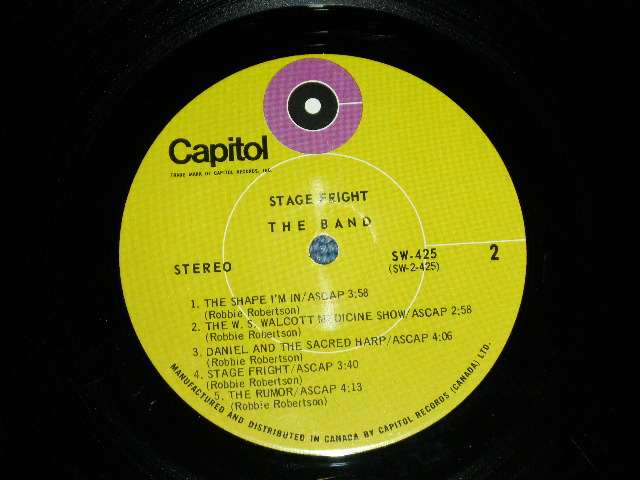 Capitol
TRADE MARK OF CAPITOL RECORDS, INC.
STAGE FRIGHT
THE BAND
STEREO
SW-425
(SW-2-425)
2
1. THE SHAPE I'M IN/ASCAP 3:58
(Robbie Robertson)
2. THE W. S. WALCOTT MEDICINE SHOW/ASCAP 2:58
(Robbie Robertson)
3. DANIEL AND THE SACRED HARP/ASCAP 4:06
(Robbie Robertson)
4. STAGE FRIGHT/ASCAP 3:40
(Robbie Robertson)
5. THE RUMOR/ASCAP 4:13
(Robbie Robertson)
MANUFACTURED AND DISTRIBUTED IN CANADA BY CAPITOL RECORDS (CANADA) LTD.